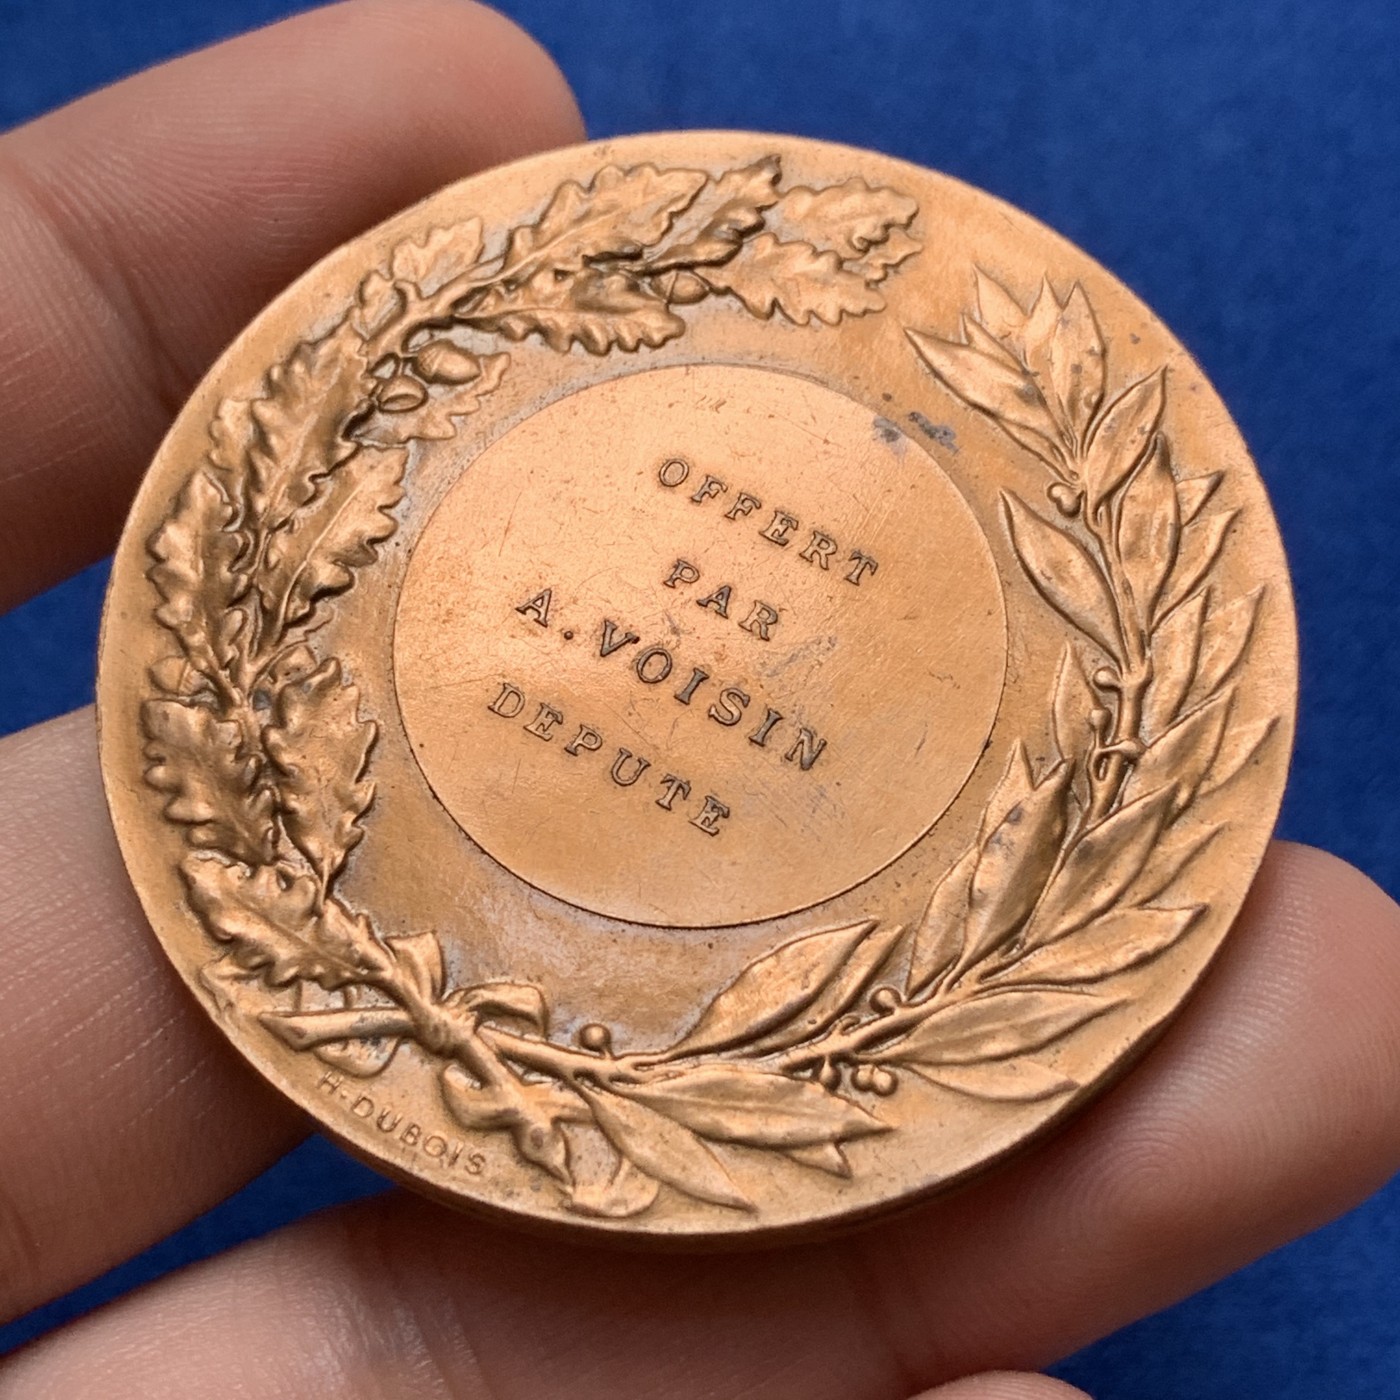 OFFERT
PAR
A. VOISIN
DEPUTE
H·DUBOIS